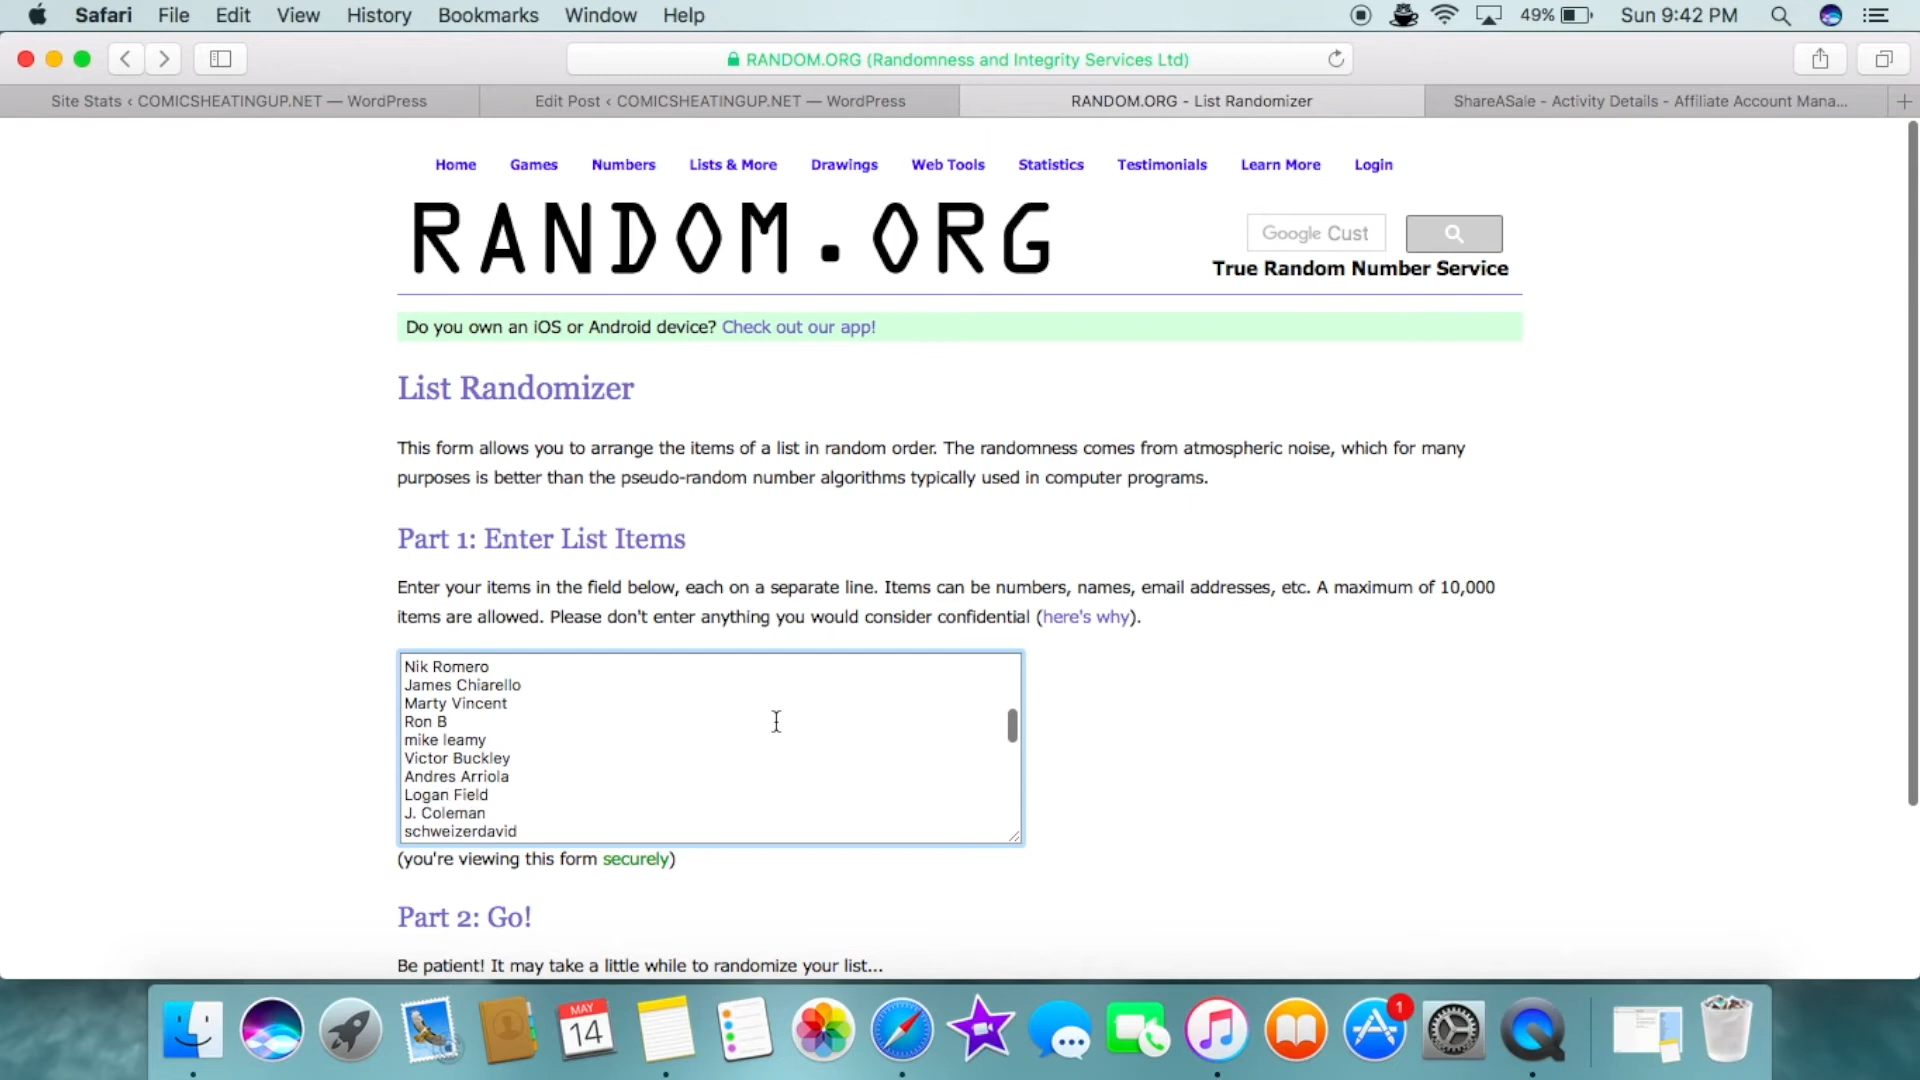 Safari File Edit View History Bookmarks Window Help 49% Sun 9:42 PM
RANDOM.ORG (Randomness and Integrity Services Ltd)
Site Stats ‹ COMICSHEATINGUP.NET — WordPress Edit Post ‹ COMICSHEATINGUP.NET — WordPress RANDOM.ORG - List Randomizer ShareASale - Activity Details - Affiliate Account Mana...
Home Games Numbers Lists & More Drawings Web Tools Statistics Testimonials Learn More Login
RANDOM.ORG
Google Cust
True Random Number Service
Do you own an iOS or Android device? Check out our app!
List Randomizer
This form allows you to arrange the items of a list in random order. The randomness comes from atmospheric noise, which for many
purposes is better than the pseudo-random number algorithms typically used in computer programs.
Part 1: Enter List Items
Enter your items in the field below, each on a separate line. Items can be numbers, names, email addresses, etc. A maximum of 10,000
items are allowed. Please don't enter anything you would consider confidential (here's why).
Nik Romero
James Chiarello
Marty Vincent
Ron B
mike leamy
Victor Buckley
Andres Arriola
Logan Field
J. Coleman
schweizerdavid
(you're viewing this form securely)
Part 2: Go!
Be patient! It may take a little while to randomize your list...
MAY
14
1